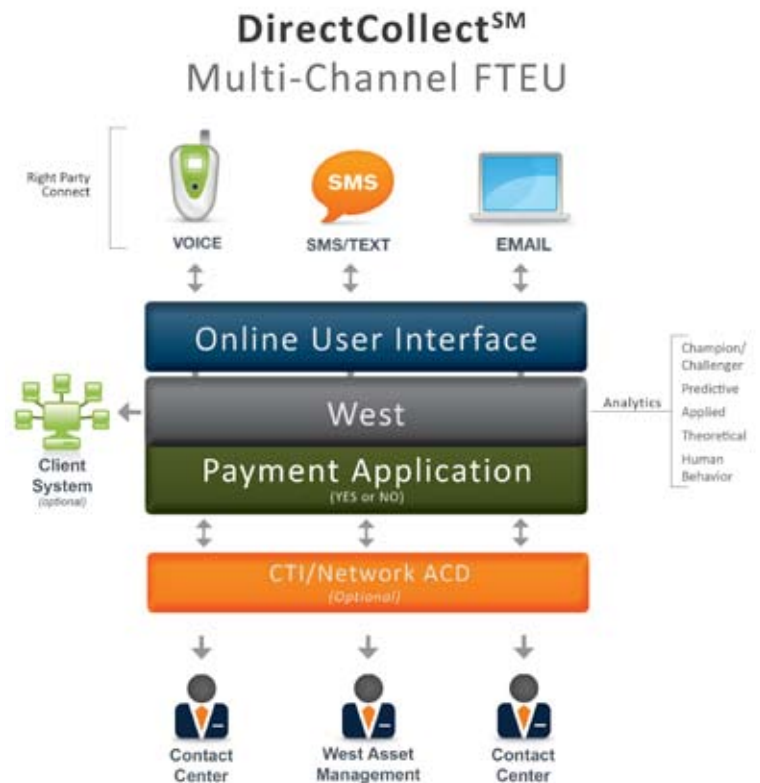 DirectCollect℠
Multi-Channel FTEU
Right Party
Connect
SMS
VOICE
SMS/TEXT
EMAIL
Online User Interface
West
Payment Application
(YES or NO)
Client
System
(optional)
Analytics
Champion/
Challenger
Predictive
Applied
Theoretical
Human
Behavior
CTI/Network ACD
(Optional)
Contact
Center
West Asset
Management
Contact
Center